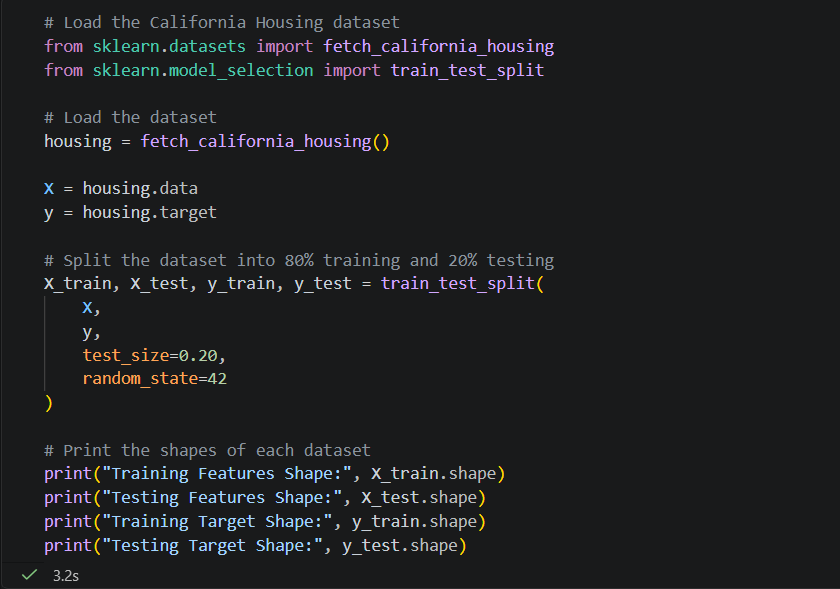 # Load the California Housing dataset
from sklearn.datasets import fetch_california_housing
from sklearn.model_selection import train_test_split
# Load the dataset
housing = fetch_california_housing()
X = housing.data
y = housing.target
# Split the dataset into 80% training and 20% testing
X_train, X_test, y_train, y_test = train_test_split(
    X,
    y,
    test_size=0.20,
    random_state=42
)
# Print the shapes of each dataset
print("Training Features Shape:", X_train.shape)
print("Testing Features Shape:", X_test.shape)
print("Training Target Shape:", y_train.shape)
print("Testing Target Shape:", y_test.shape)
3.2s